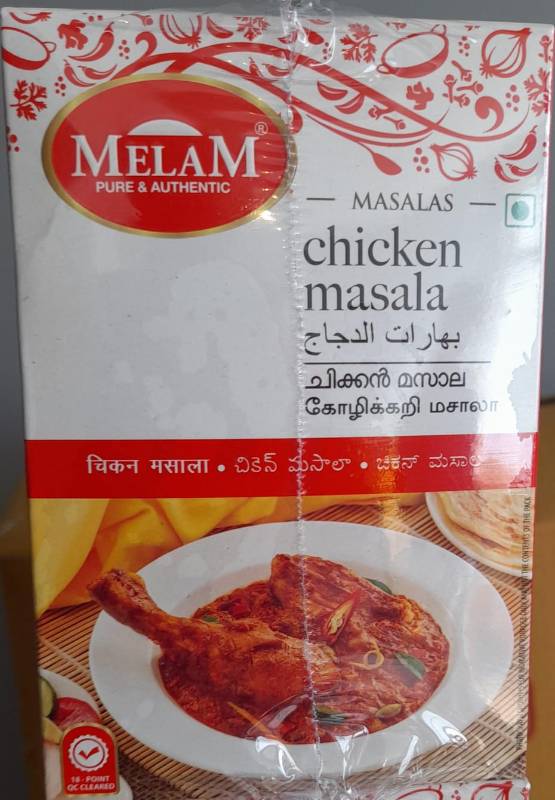 MELAM®
PURE & AUTHENTIC
MASALAS
chicken
masala
بهارات الدجاج
ചിക്കൻ മസാല
கோழிக்கறி மசாலா
चिकन मसाला • చికెన్ మసాలా • ಚಿಕನ್ ಮಸಾಲ
16 - POINT
QC CLEARED